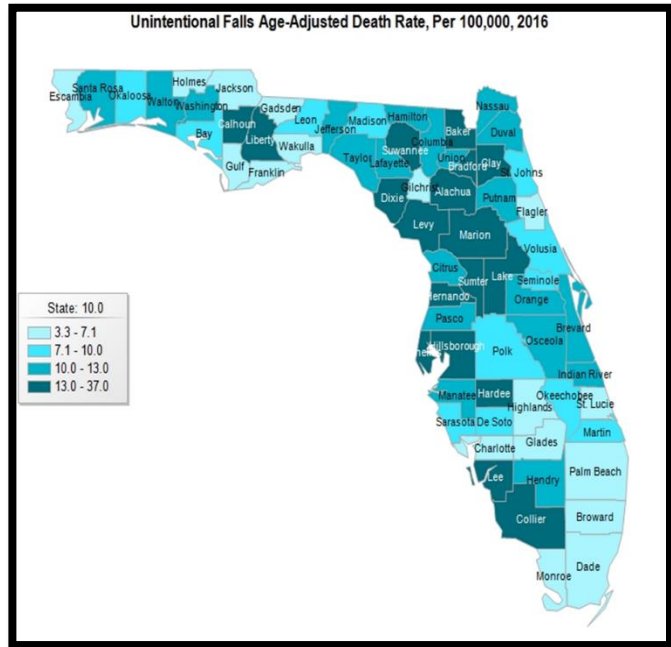 Unintentional Falls Age-Adjusted Death Rate, Per 100,000, 2016
Holmes
Jackson
Escambia
Santa Rosa
Okaloosa
Walton
Washington
Gadsden
Leon
Madison
Hamilton
Nassau
Bay
Calhoun
Liberty
Jefferson
Wakulla
Suwannee
Columbia
Baker
Duval
Gulf
Franklin
Taylor
Lafayette
Union
Bradford
Clay
St. Johns
Gilchrist
Dixie
Alachua
Putnam
Flagler
Levy
Marion
Volusia
Citrus
Sumter
Lake
Seminole
Hernando
Orange
Pasco
Brevard
Hillsborough
Polk
Osceola
Indian River
Manatee
Hardee
Highlands
Okeechobee
St. Lucie
Sarasota
De Soto
Martin
Charlotte
Glades
Palm Beach
Lee
Hendry
Collier
Broward
Monroe
Dade
State: 10.0
3.3 - 7.1
7.1 - 10.0
10.0 - 13.0
13.0 - 37.0